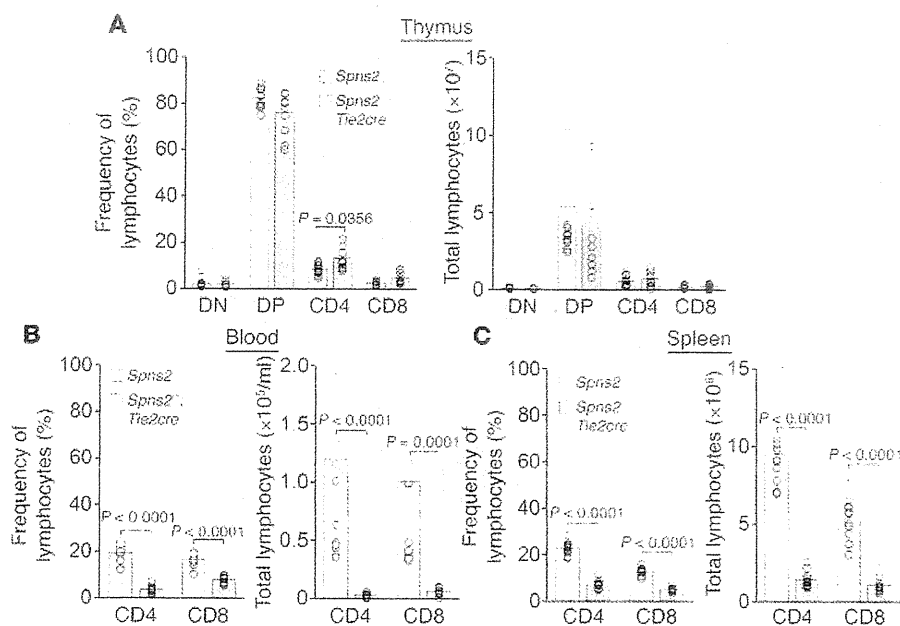 A
Thymus
Frequency of
lymphocytes (%)
100
80
60
40
20
0
Spns2
Spns2
Tie2cre
P = 0.0356
DN DP CD4 CD8
Total lymphocytes (×10
15
10
5
0
DN DP CD4 CD8
B
Blood
Frequency of
lymphocytes (%)
100
80
60
40
20
0
Spns2
Spns2
Tie2cre
P < 0.0001
P < 0.0001
CD4 CD8
Total lymphocytes (×10⁵/ml)
2.0
1.5
1.0
0.5
0
P < 0.0001
P = 0.0001
CD4 CD8
C
Spleen
Frequency of
lymphocytes (%)
100
80
60
40
20
0
Spns2
Spns2
Tie2cre
P < 0.0001
P < 0.0001
CD4 CD8
Total lymphocytes (×10
15
10
5
0
P < 0.0001
P < 0.0001
CD4 CD8